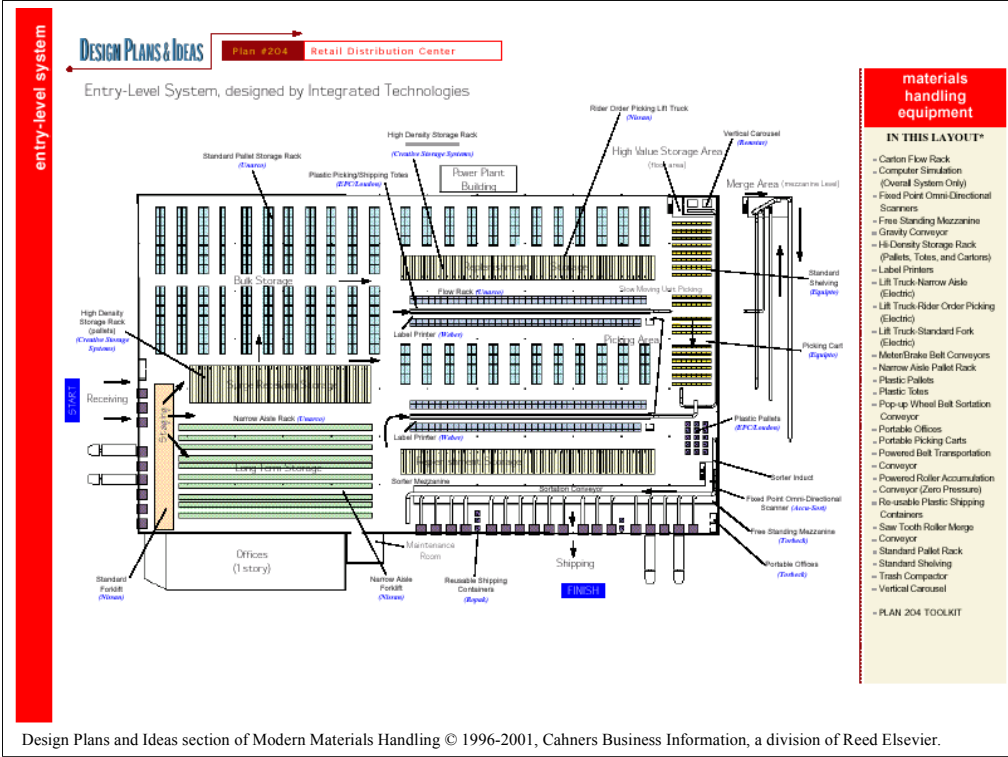 entry-level system
DESIGN PLANS & IDEAS
Plan #204
Retail Distribution Center
Entry-Level System, designed by Integrated Technologies
Rider Order Picking Lift Truck
(Nissan)
High Density Storage Rack
(Creative Storage Systems)
Vertical Carousel
(Remstar)
Standard Pallet Storage Rack
(Unarco)
High Value Storage Area
(floor area)
Plastic Picking/Shipping Totes
(EPC/Louden)
Power Plant
Building
Merge Area (mezzanine Level)
Replenishment Storage
Bulk Storage
Standard
Shelving
(Equipto)
Flow Rack (Unarco)
Slow Moving Unit Picking
High Density
Storage Rack
(pallets)
(Creative Storage
Systems)
Label Printer (Weber)
Picking Area
Picking Cart
(Equipto)
START
Receiving
Surge Receiving Storage
Staging
Narrow Aisle Rack (Unarco)
Plastic Pallets
(EPC/Louden)
Label Printer (Weber)
Long Term Storage
Replenishment Storage
Sorter Induct
Sorter Mezzanine
Sortation Conveyor
Fixed Point Omni-Directional
Scanner (Accu-Sort)
Free Standing Mezzanine
(Torbeck)
Offices
(1 story)
Maintenance
Room
Shipping
Portable Offices
(Torbeck)
Standard
Forklift
(Nissan)
Narrow Aisle
Forklift
(Nissan)
Reusable Shipping
Containers
(Ropak)
FINISH
materials
handling
equipment
IN THIS LAYOUT*
Carton Flow Rack
Computer Simulation
(Overall System Only)
Fixed Point Omni-Directional
Scanners
Free Standing Mezzanine
Gravity Conveyor
Hi-Density Storage Rack
(Pallets, Totes, and Cartons)
Label Printers
Lift Truck-Narrow Aisle
(Electric)
Lift Truck-Rider Order Picking
(Electric)
Lift Truck-Standard Fork
(Electric)
Meter/Brake Belt Conveyors
Narrow Aisle Pallet Rack
Plastic Pallets
Plastic Totes
Pop-up Wheel Belt Sortation
Conveyor
Portable Offices
Portable Picking Carts
Powered Belt Transportation
Conveyor
Powered Roller Accumulation
Conveyor (Zero Pressure)
Re-usable Plastic Shipping
Containers
Saw Tooth Roller Merge
Conveyor
Standard Pallet Rack
Standard Shelving
Trash Compactor
Vertical Carousel
PLAN 204 TOOLKIT
Design Plans and Ideas section of Modern Materials Handling © 1996-2001, Cahners Business Information, a division of Reed Elsevier.